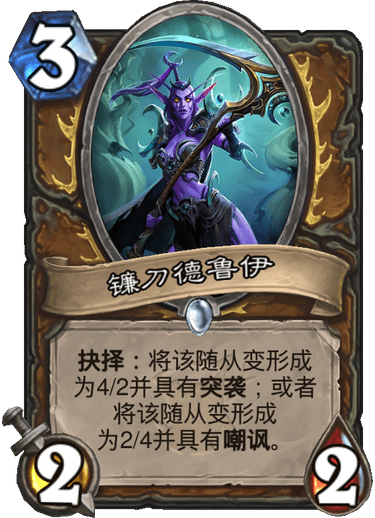 3
镰刀德鲁伊
抉择：将该随从变形成
为4/2并具有突袭；或者
将该随从变形成
为2/4并具有嘲讽。
2
2